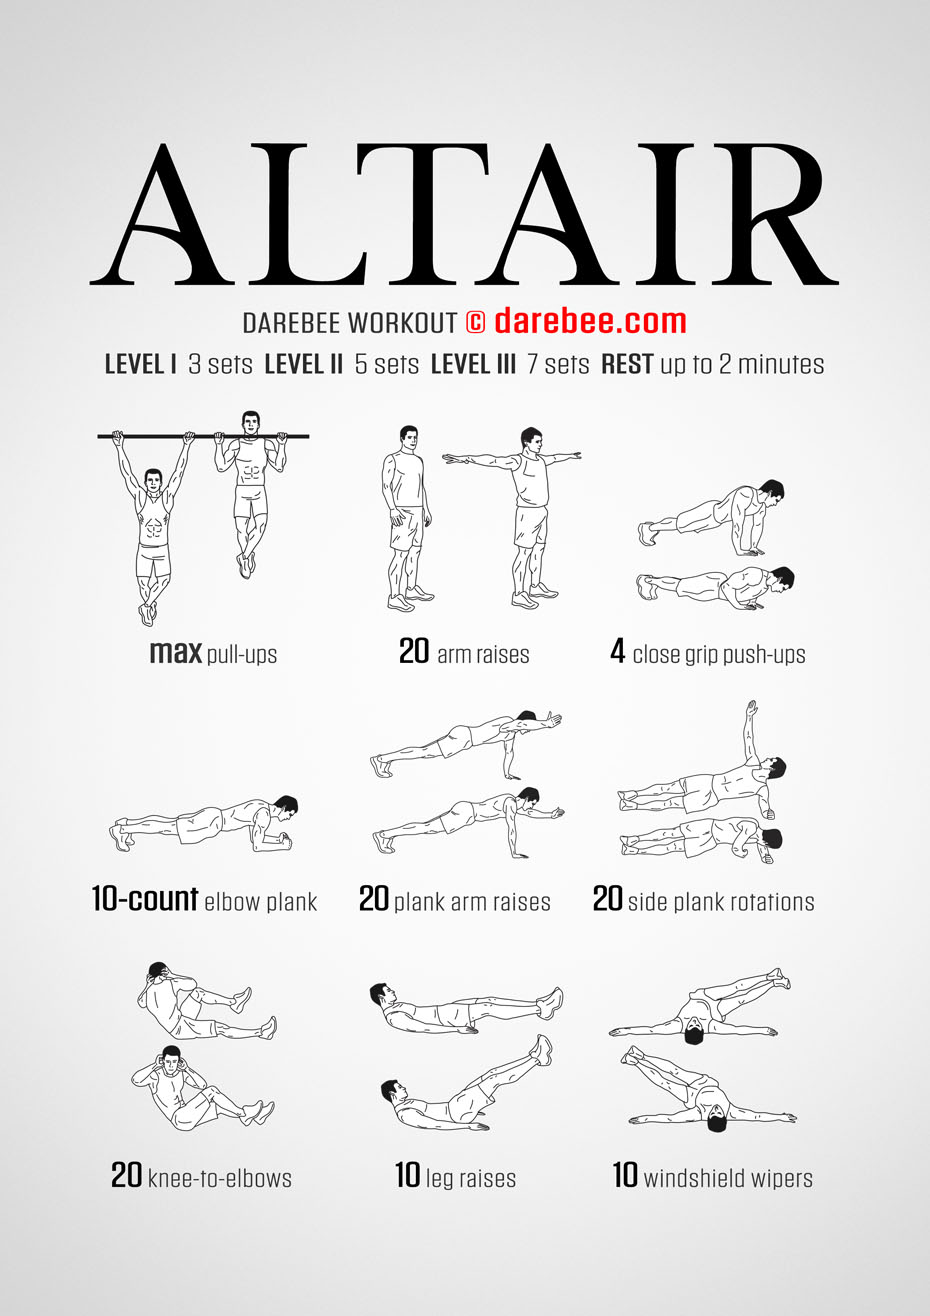 ALTAIR
DAREBEE WORKOUT © darebee.com
LEVEL I 3 sets LEVEL II 5 sets LEVEL III 7 sets REST up to 2 minutes
max pull-ups
20 arm raises
4 close grip push-ups
10-count elbow plank
20 plank arm raises
20 side plank rotations
20 knee-to-elbows
10 leg raises
10 windshield wipers